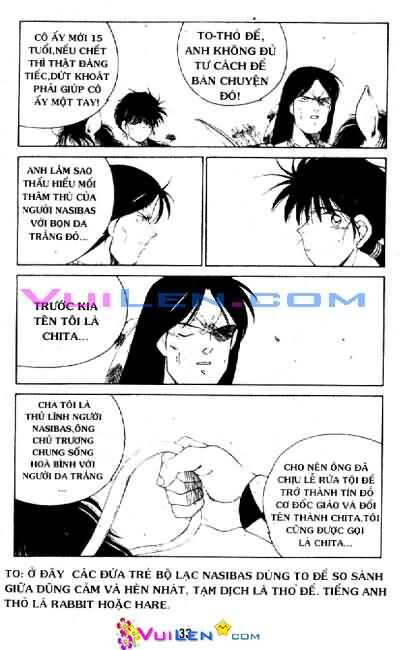 CÔ ẤY MỚI 15
TUỔI,NẾU CHẾT
THÌ THẬT ĐÁNG
TIẾC,DỨT KHOÁT
PHẢI GIÚP CÔ
ẤY MỘT TAY!
TO-THỎ ĐẾ,
ANH KHÔNG ĐỦ
TƯ CÁCH ĐỂ
BÀN CHUYỆN
ĐÓ!
ANH LÀM SAO
THẤU HIỂU MỐI
THÂM THÙ CỦA
NGƯỜI NASIBAS
VỚI BỌN DA
TRẮNG ĐÓ...
VUILEN.COM
TRƯỚC KIA
TÊN TÔI LÀ
CHITA...
CHA TÔI LÀ
THỦ LĨNH NGƯỜI
NASIBAS,ÔNG
CHỦ TRƯƠNG
CHUNG SỐNG
HOÀ BÌNH VỚI
NGƯỜI DA TRẮNG
...
CHO NÊN ÔNG ĐÃ
CHỊU LỄ RỬA TỘI ĐỂ
TRỞ THÀNH TÍN ĐỒ
CƠ ĐỐC GIÁO VÀ ĐỔI
TÊN THÀNH CHITA.TÔI
CŨNG ĐƯỢC GỌI
LÀ CHITA...
TO: Ở ĐÂY CÁC ĐỨA TRẺ BỘ LẠC NASIBAS DÙNG TO ĐỂ SO SÁNH
GIỮA DŨNG CẢM VÀ HÈN NHÁT, TẠM DỊCH LÀ THỎ ĐẾ. TIẾNG ANH
THỎ LÀ RABBIT HOẶC HARE.
33
VUILEN.COM